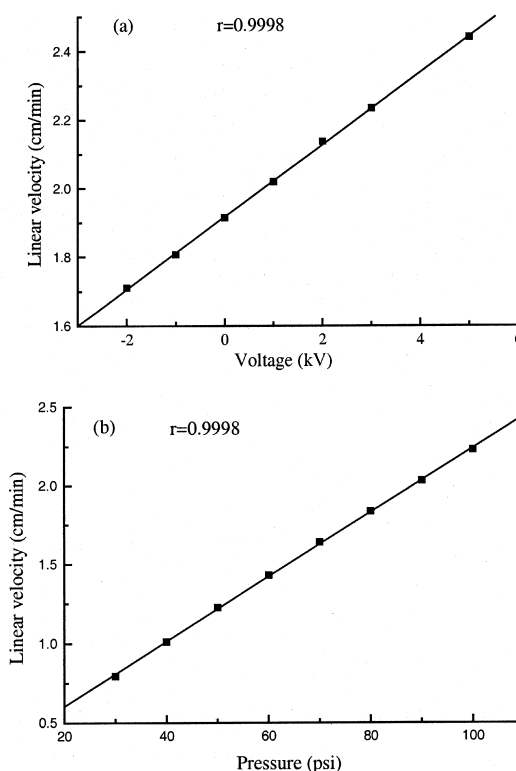 (a) r=0.9998
2.4
2.2
2.0
1.8
1.6
Linear velocity (cm/min)
-2 0 2 4
Voltage (kV)
(b) r=0.9998
2.5
2.0
1.5
1.0
0.5
Linear velocity (cm/min)
20 40 60 80 100
Pressure (psi)